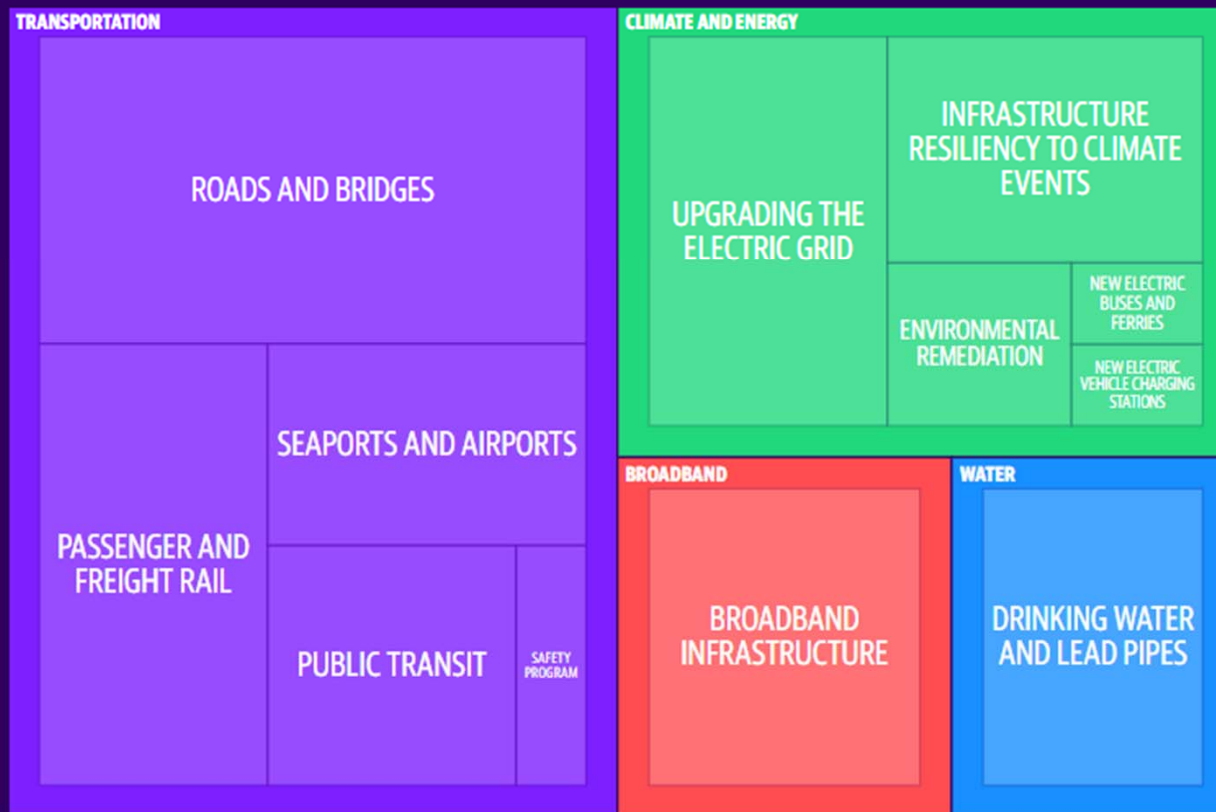 TRANSPORTATION
ROADS AND BRIDGES
PASSENGER AND
FREIGHT RAIL
SEAPORTS AND AIRPORTS
PUBLIC TRANSIT
SAFETY
PROGRAM
CLIMATE AND ENERGY
UPGRADING THE
ELECTRIC GRID
INFRASTRUCTURE
RESILIENCY TO CLIMATE
EVENTS
ENVIRONMENTAL
REMEDIATION
NEW ELECTRIC
BUSES AND
FERRIES
NEW ELECTRIC
VEHICLE CHARGING
STATIONS
BROADBAND
BROADBAND
INFRASTRUCTURE
WATER
DRINKING WATER
AND LEAD PIPES